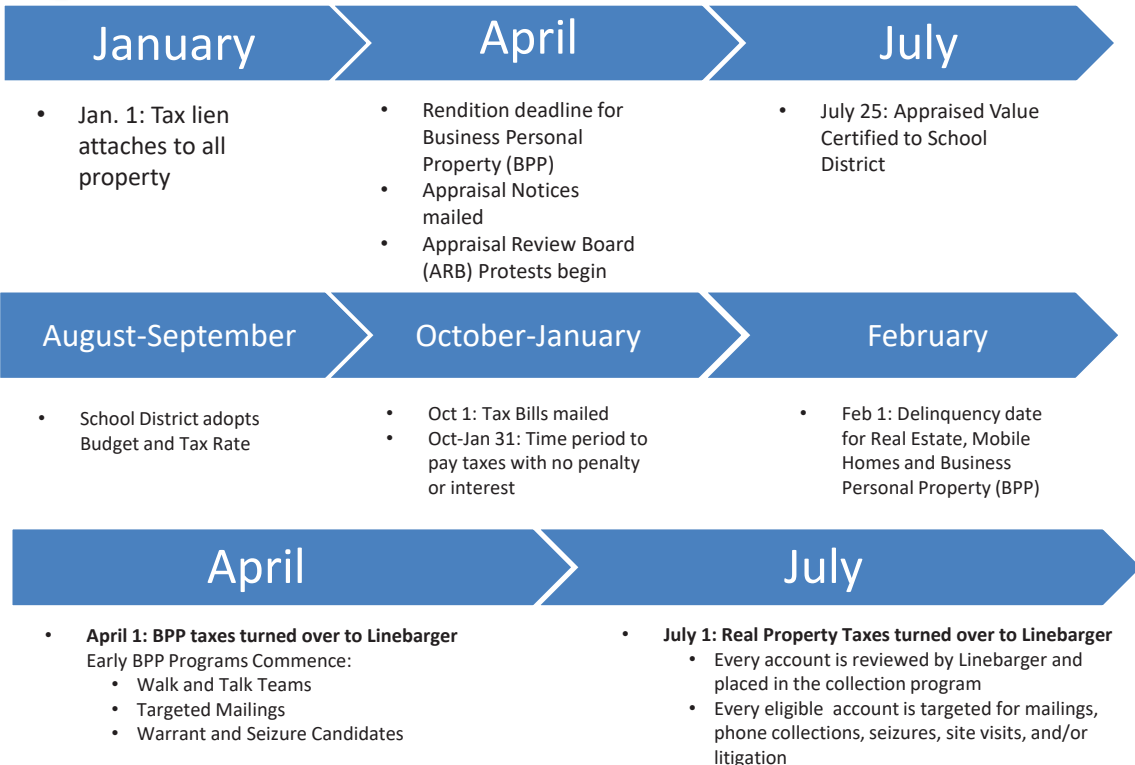 January
April
July
• Jan. 1: Tax lien
attaches to all
property
• Rendition deadline for
Business Personal
Property (BPP)
• Appraisal Notices
mailed
• Appraisal Review Board
(ARB) Protests begin
• July 25: Appraised Value
Certified to School
District
August-September
October-January
February
• School District adopts
Budget and Tax Rate
• Oct 1: Tax Bills mailed
• Oct-Jan 31: Time period to
pay taxes with no penalty
or interest
• Feb 1: Delinquency date
for Real Estate, Mobile
Homes and Business
Personal Property (BPP)
April
July
• April 1: BPP taxes turned over to Linebarger
Early BPP Programs Commence:
• Walk and Talk Teams
• Targeted Mailings
• Warrant and Seizure Candidates
• July 1: Real Property Taxes turned over to Linebarger
• Every account is reviewed by Linebarger and
placed in the collection program
• Every eligible account is targeted for mailings,
phone collections, seizures, site visits, and/or
litigation